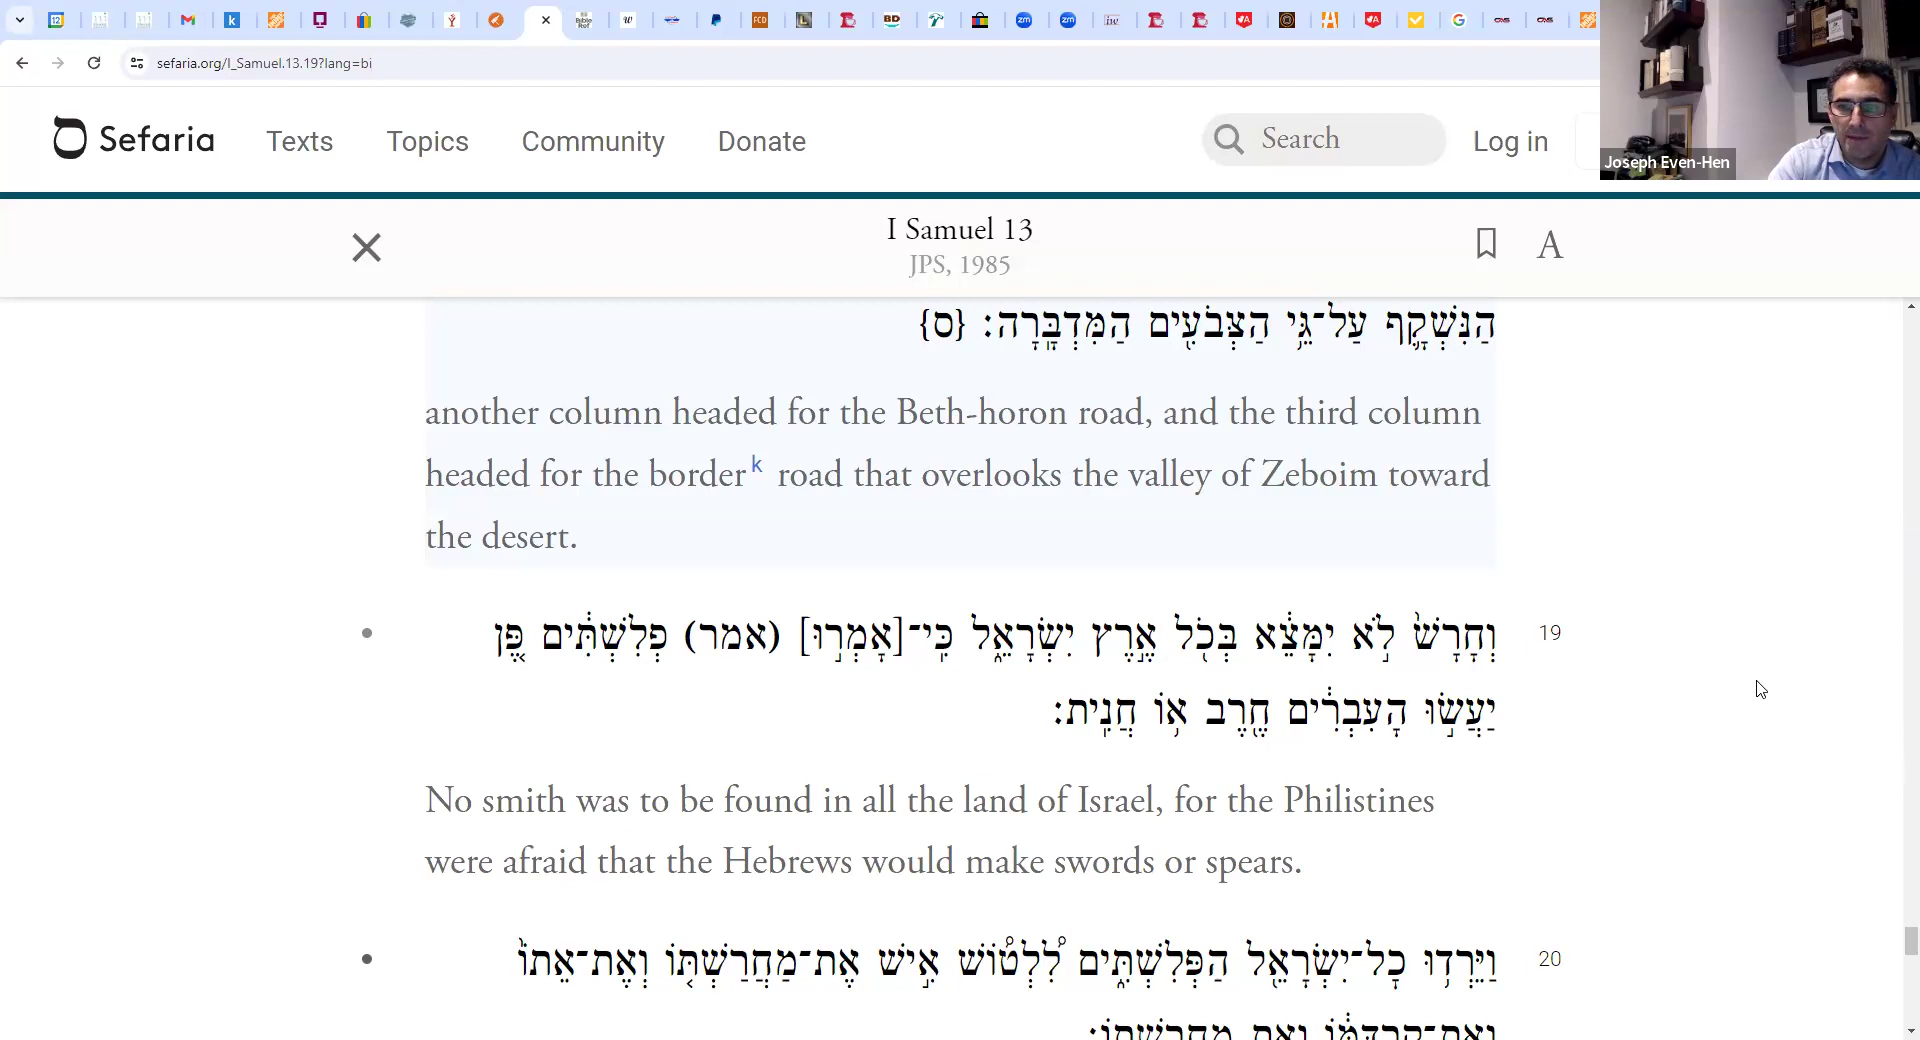 sefaria.org/I_Samuel.13.19?lang=bi
Sefaria Texts Topics Community Donate Search Log in
Joseph Even-Hen
I Samuel 13
JPS, 1985
A
הַנִּשְׁקָ֛ף עַל־גֵּ֥י הַצְּבֹעִ֖ים הַמִּדְבָּֽרָה׃ {ס}
another column headed for the Beth-horon road, and the third column
headed for the border k road that overlooks the valley of Zeboim toward
the desert.
19
וְחָרָשׁ֙ לֹ֣א יִמָּצֵ֔א בְּכֹ֖ל אֶ֣רֶץ יִשְׂרָאֵ֑ל כִּֽי־[אָמְר֣וּ] (אמר) פְלִשְׁתִּ֔ים פֶּ֚ן
יַעֲשׂ֣וּ הָעִבְרִ֔ים חֶ֖רֶב א֥וֹ חֲנִֽית׃
No smith was to be found in all the land of Israel, for the Philistines
were afraid that the Hebrews would make swords or spears.
20
וַיֵּרְד֥וּ כׇל־יִשְׂרָאֵ֖ל הַפְּלִשְׁתִּ֑ים לִ֠לְט֠וֹשׁ אִ֣ישׁ אֶת־מַחֲרַשְׁתּ֤וֹ וְאֶת־אֵתוֹ֙
וְאֶת־קַרְדֻּמּ֔וֹ וְאֵ֖ת מַחֲרֵשָׁתֽוֹ׃